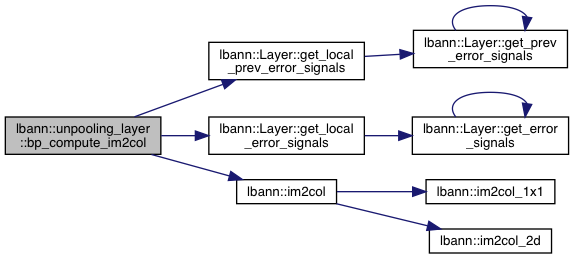 lbann::unpooling_layer
::bp_compute_im2col
lbann::Layer::get_local
_prev_error_signals
lbann::Layer::get_prev
_error_signals
lbann::Layer::get_local
_error_signals
lbann::Layer::get_error
_signals
lbann::im2col
lbann::im2col_1x1
lbann::im2col_2d